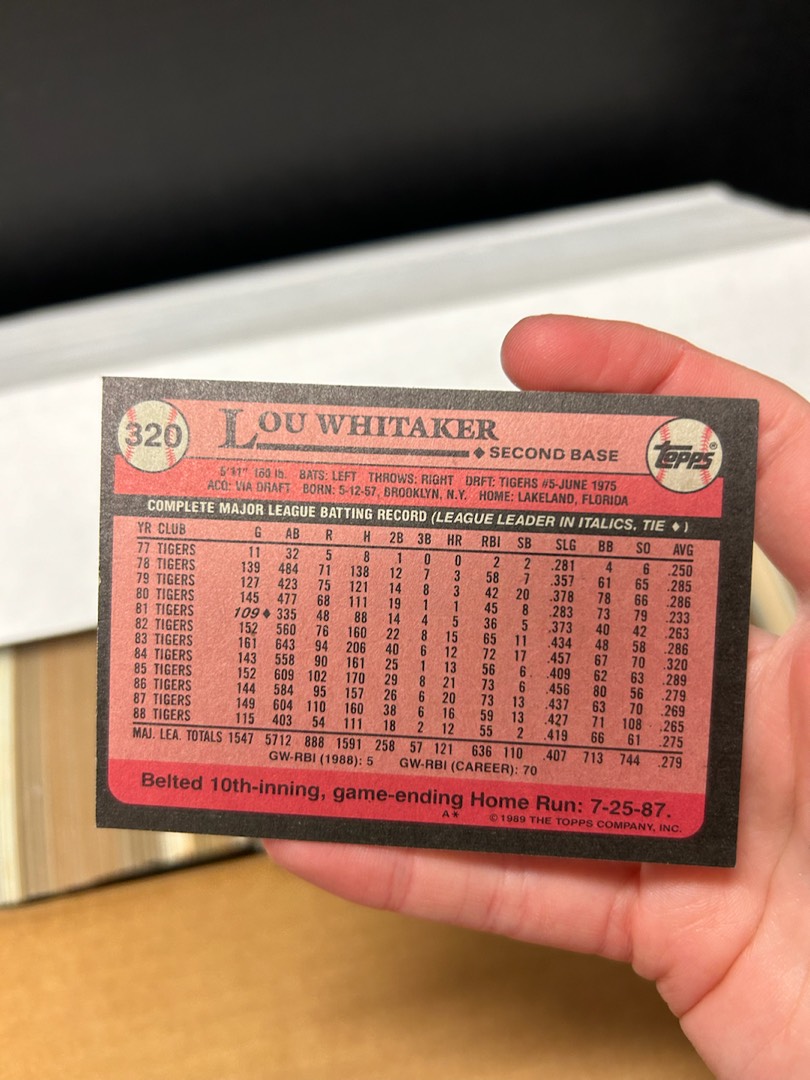 320
LOU WHITAKER
♦ SECOND BASE
Topps®
5'11" 160 lb. BATS: LEFT THROWS: RIGHT DRFT: TIGERS #5-JUNE 1975
ACQ: VIA DRAFT BORN: 5-12-57, BROOKLYN, N.Y. HOME: LAKELAND, FLORIDA
COMPLETE MAJOR LEAGUE BATTING RECORD (LEAGUE LEADER IN ITALICS, TIE ♦)
YR CLUB G AB R H 2B 3B HR RBI SB SLG BB SO AVG
77 TIGERS 11 32 5 8 1 0 0 2 2 .281 4 6 .250
78 TIGERS 139 484 71 138 12 7 3 58 7 .357 61 65 .285
79 TIGERS 127 423 75 121 14 8 3 42 20 .378 78 66 .286
80 TIGERS 145 477 68 111 19 1 1 45 8 .283 73 79 .233
81 TIGERS 109♦ 335 48 88 14 4 5 36 5 .373 40 42 .263
82 TIGERS 152 560 76 160 22 8 15 65 11 .434 48 58 .286
83 TIGERS 161 643 94 206 40 6 12 72 17 .457 67 70 .320
84 TIGERS 143 558 90 161 25 1 13 56 6 .409 62 63 .289
85 TIGERS 152 609 102 170 29 8 21 73 6 .456 80 56 .279
86 TIGERS 144 584 95 157 26 6 20 73 13 .437 63 70 .269
87 TIGERS 149 604 110 160 38 6 16 59 13 .427 71 108 .265
88 TIGERS 115 403 54 111 18 2 12 55 2 .419 66 61 .275
MAJ. LEA. TOTALS 1547 5712 888 1591 258 57 121 636 110 .407 713 744 .279
GW-RBI (1988): 5 GW-RBI (CAREER): 70
Belted 10th-inning, game-ending Home Run: 7-25-87.
A* © 1989 THE TOPPS COMPANY, INC.